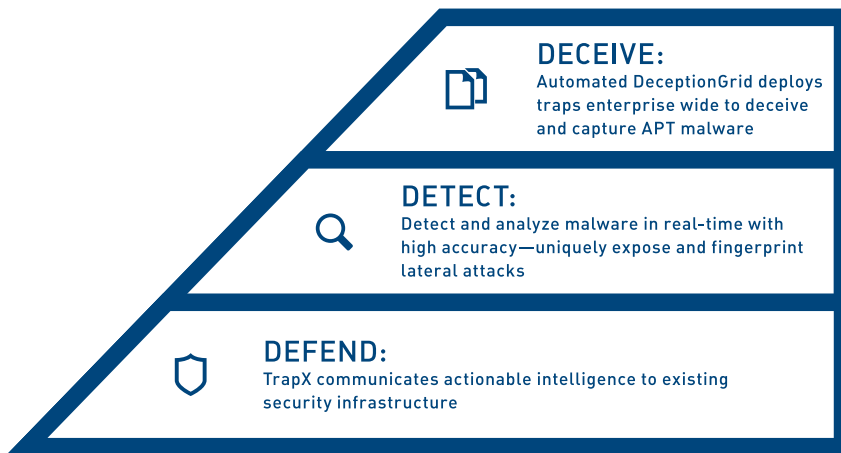 DECEIVE:
Automated DeceptionGrid deploys
traps enterprise wide to deceive
and capture APT malware
DETECT:
Detect and analyze malware in real-time with
high accuracy—uniquely expose and fingerprint
lateral attacks
DEFEND:
TrapX communicates actionable intelligence to existing
security infrastructure